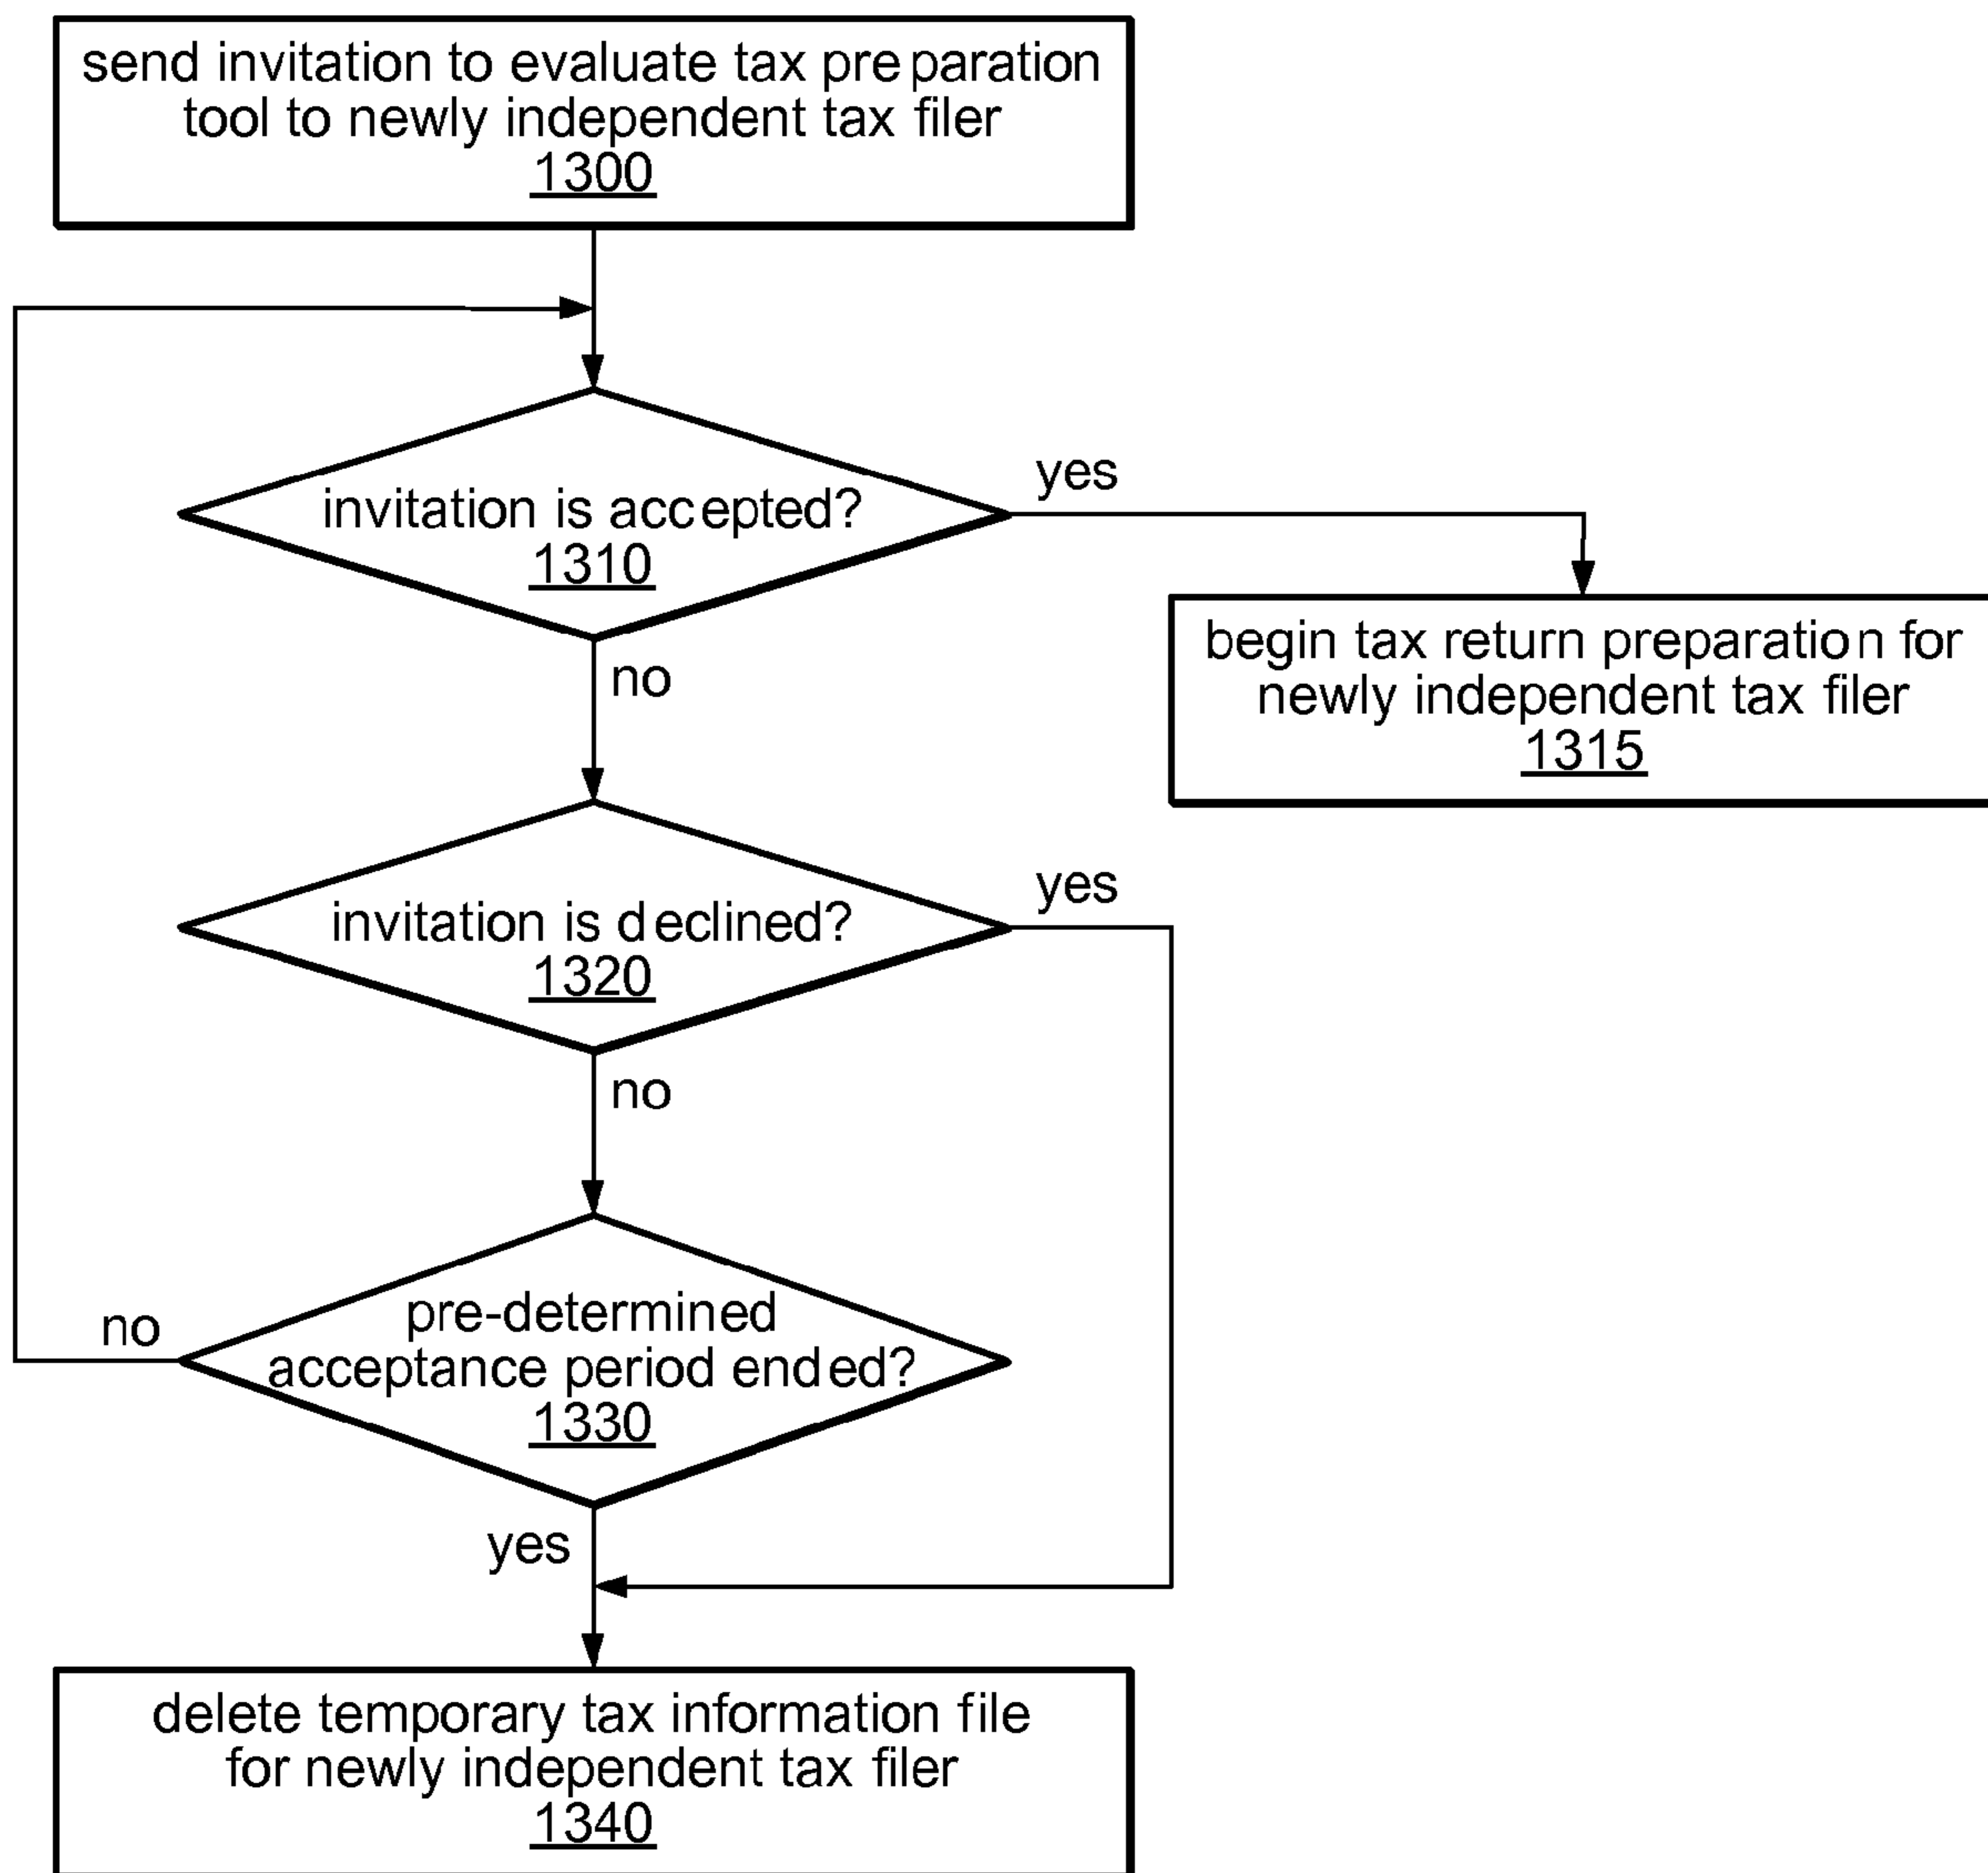 send invitation to evaluate tax preparation
tool to newly independent tax filer
1300
invitation is accepted?
1310
yes
no
begin tax return preparation for
newly independent tax filer
1315
invitation is declined?
1320
yes
no
pre-determined
acceptance period ended?
1330
no
yes
delete temporary tax information file
for newly independent tax filer
1340